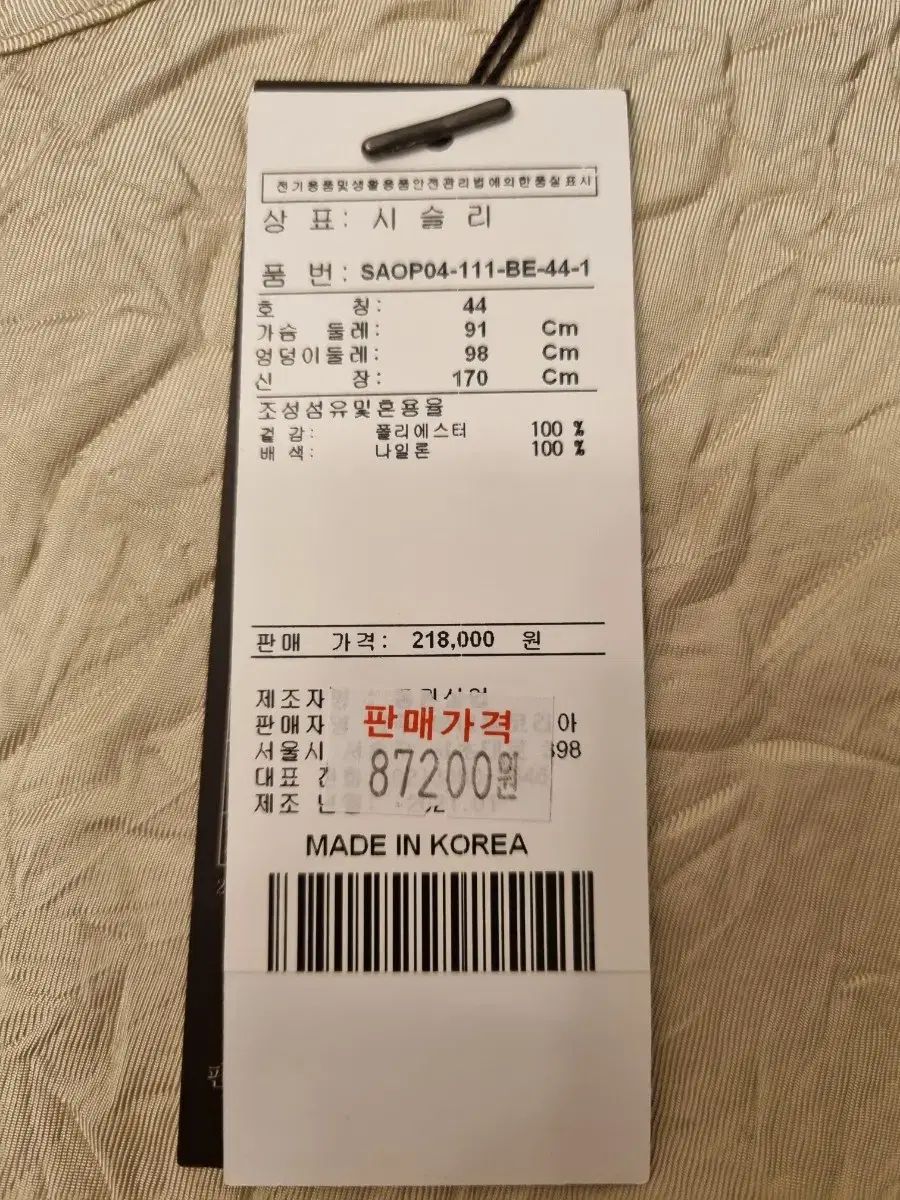 전기용품및생활용품안전관리법에의한품질표시
상 표: 시 슬 리
품 번: SAOP04-111-BE-44-1
호 칭: 44
가슴 둘레: 91 Cm
엉덩이둘레: 98 Cm
신 장: 170 Cm
조성섬유및혼용율
겉 감: 폴리에스터 100 %
배 색: 나일론 100 %
판매 가격: 218,000 원
제조자
판매자 아
서울시 398
대표
제조
판매가격
87200원
MADE IN KOREA